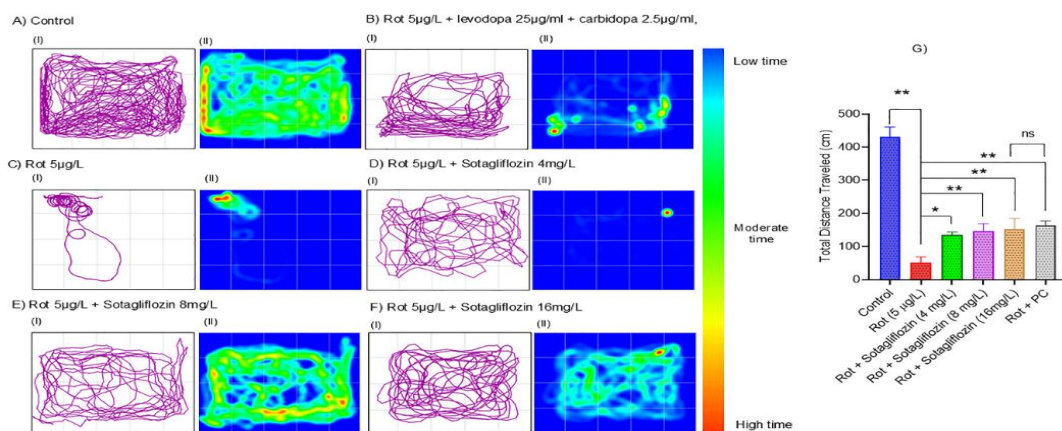 A) Control
B) Rot 5µg/L + levodopa 25µg/ml + carbidopa 2.5µg/ml,
(I)
(II)
(I)
(II)
C) Rot 5µg/L
D) Rot 5µg/L + Sotagliflozin 4mg/L
(I)
(II)
(I)
(II)
E) Rot 5µg/L + Sotagliflozin 8mg/L
F) Rot 5µg/L + Sotagliflozin 16mg/L
(I)
(II)
(I)
(II)
Low time
Moderate
time
High time
G)
Total Distance Traveled (cm)
500
400
300
200
100
0
**
ns
**
**
**
*
Control
Rot (5 µg/L)
Rot + Sotagliflozin (4 mg/L)
Rot + Sotagliflozin (8 mg/L)
Rot + Sotagliflozin (16mg/L)
Rot + PC